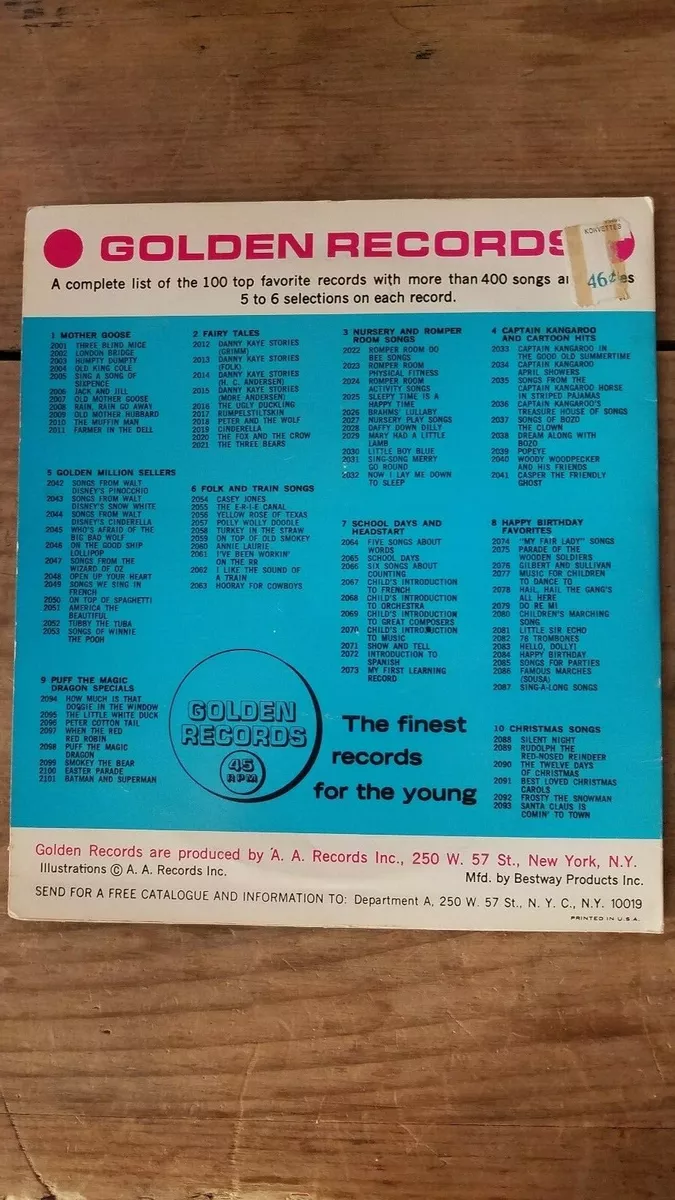 GOLDEN RECORDS
KORVETTES
46¢
A complete list of the 100 top favorite records with more than 400 songs an es
5 to 6 selections on each record.
1 MOTHER GOOSE
2001 THREE BLIND MICE
2002 LONDON BRIDGE
2003 HUMPTY DUMPTY
2004 OLD KING COLE
2005 SING A SONG OF
SIXPENCE
2006 JACK AND JILL
2007 OLD MOTHER GOOSE
2008 RAIN, RAIN GO AWAY
2009 OLD MOTHER HUBBARD
2010 THE MUFFIN MAN
2011 FARMER IN THE DELL
2 FAIRY TALES
2012 DANNY KAYE STORIES
(GRIMM)
2013 DANNY KAYE STORIES
(FOLK)
2014 DANNY KAYE STORIES
(H. C. ANDERSEN)
2015 DANNY KAYE STORIES
(MORE ANDERSEN)
2016 THE UGLY DUCKLING
2017 RUMPELSTILTSKIN
2018 PETER AND THE WOLF
2019 CINDERELLA
2020 THE FOX AND THE CROW
2021 THE THREE BEARS
3 NURSERY AND ROMPER
ROOM SONGS
2022 ROMPER ROOM DO
BEE SONGS
2023 ROMPER ROOM
PHYSICAL FITNESS
2024 ROMPER ROOM
ACTIVITY SONGS
2025 SLEEPY TIME IS A
HAPPY TIME
2026 BRAHMS' LULLABY
2027 NURSERY PLAY SONGS
2028 DAFFY DOWN DILLY
2029 MARY HAD A LITTLE
LAMB
2030 LITTLE BOY BLUE
2031 SING-SONG MERRY
GO ROUND
2032 NOW I LAY ME DOWN
TO SLEEP
4 CAPTAIN KANGAROO
AND CARTOON HITS
2033 CAPTAIN KANGAROO IN
THE GOOD OLD SUMMERTIME
2034 CAPTAIN KANGAROO
APRIL SHOWERS
2035 SONGS FROM THE
CAPTAIN KANGAROO HORSE
IN STRIPED PAJAMAS
2036 CAPTAIN KANGAROO'S
TREASURE HOUSE OF SONGS
2037 SONGS OF BOZO
THE CLOWN
2038 DREAM ALONG WITH
BOZO
2039 POPEYE
2040 WOODY WOODPECKER
AND HIS FRIENDS
2041 CASPER THE FRIENDLY
GHOST
5 GOLDEN MILLION SELLERS
2042 SONGS FROM WALT
DISNEY'S PINOCCHIO
2043 SONGS FROM WALT
DISNEY'S SNOW WHITE
2044 SONGS FROM WALT
DISNEY'S CINDERELLA
2045 WHO'S AFRAID OF THE
BIG BAD WOLF
2046 ON THE GOOD SHIP
LOLLIPOP
2047 SONGS FROM THE
WIZARD OF OZ
2048 OPEN UP YOUR HEART
2049 SONGS WE SING IN
FRENCH
2050 ON TOP OF SPAGHETTI
2051 AMERICA THE
BEAUTIFUL
2052 TUBBY THE TUBA
2053 SONGS OF WINNIE
THE POOH
6 FOLK AND TRAIN SONGS
2054 CASEY JONES
2055 THE E-R-I-E CANAL
2056 YELLOW ROSE OF TEXAS
2057 POLLY WOLLY DOODLE
2058 TURKEY IN THE STRAW
2059 ON TOP OF OLD SMOKEY
2060 ANNIE LAURIE
2061 I'VE BEEN WORKIN'
ON THE RR
2062 I LIKE THE SOUND OF
A TRAIN
2063 HOORAY FOR COWBOYS
7 SCHOOL DAYS AND
HEADSTART
2064 FIVE SONGS ABOUT
WORDS
2065 SCHOOL DAYS
2066 SIX SONGS ABOUT
COUNTING
2067 CHILD'S INTRODUCTION
TO FRENCH
2068 CHILD'S INTRODUCTION
TO ORCHESTRA
2069 CHILD'S INTRODUCTION
TO GREAT COMPOSERS
2070 CHILD'S INTRODUCTION
TO MUSIC
2071 SHOW AND TELL
2072 INTRODUCTION TO
SPANISH
2073 MY FIRST LEARNING
RECORD
8 HAPPY BIRTHDAY
FAVORITES
2074 "MY FAIR LADY" SONGS
2075 PARADE OF THE
WOODEN SOLDIERS
2076 GILBERT AND SULLIVAN
2077 MUSIC FOR CHILDREN
TO DANCE TO
2078 HAIL, HAIL THE GANG'S
ALL HERE
2079 DO RE MI
2080 CHILDREN'S MARCHING
SONG
2081 LITTLE SIR ECHO
2082 76 TROMBONES
2083 HELLO, DOLLY!
2084 HAPPY BIRTHDAY
2085 SONGS FOR PARTIES
2086 FAMOUS MARCHES
(SOUSA)
2087 SING-A-LONG SONGS
9 PUFF THE MAGIC
DRAGON SPECIALS
2094 HOW MUCH IS THAT
DOGGIE IN THE WINDOW
2095 THE LITTLE WHITE DUCK
2096 PETER COTTON TAIL
2097 WHEN THE RED
RED ROBIN
2098 PUFF THE MAGIC
DRAGON
2099 SMOKEY THE BEAR
2100 EASTER PARADE
2101 BATMAN AND SUPERMAN
GOLDEN
RECORDS
45
RPM
The finest
records
for the young
10 CHRISTMAS SONGS
2088 SILENT NIGHT
2089 RUDOLPH THE
RED-NOSED REINDEER
2090 THE TWELVE DAYS
OF CHRISTMAS
2091 BEST LOVED CHRISTMAS
CAROLS
2092 FROSTY THE SNOWMAN
2093 SANTA CLAUS IS
COMIN' TO TOWN
Golden Records are produced by A. A. Records Inc., 250 W. 57 St., New York, N.Y.
Illustrations © A. A. Records Inc.
Mfd. by Bestway Products Inc.
SEND FOR A FREE CATALOGUE AND INFORMATION TO: Department A, 250 W. 57 St., N. Y. C., N.Y. 10019
PRINTED IN U.S.A.